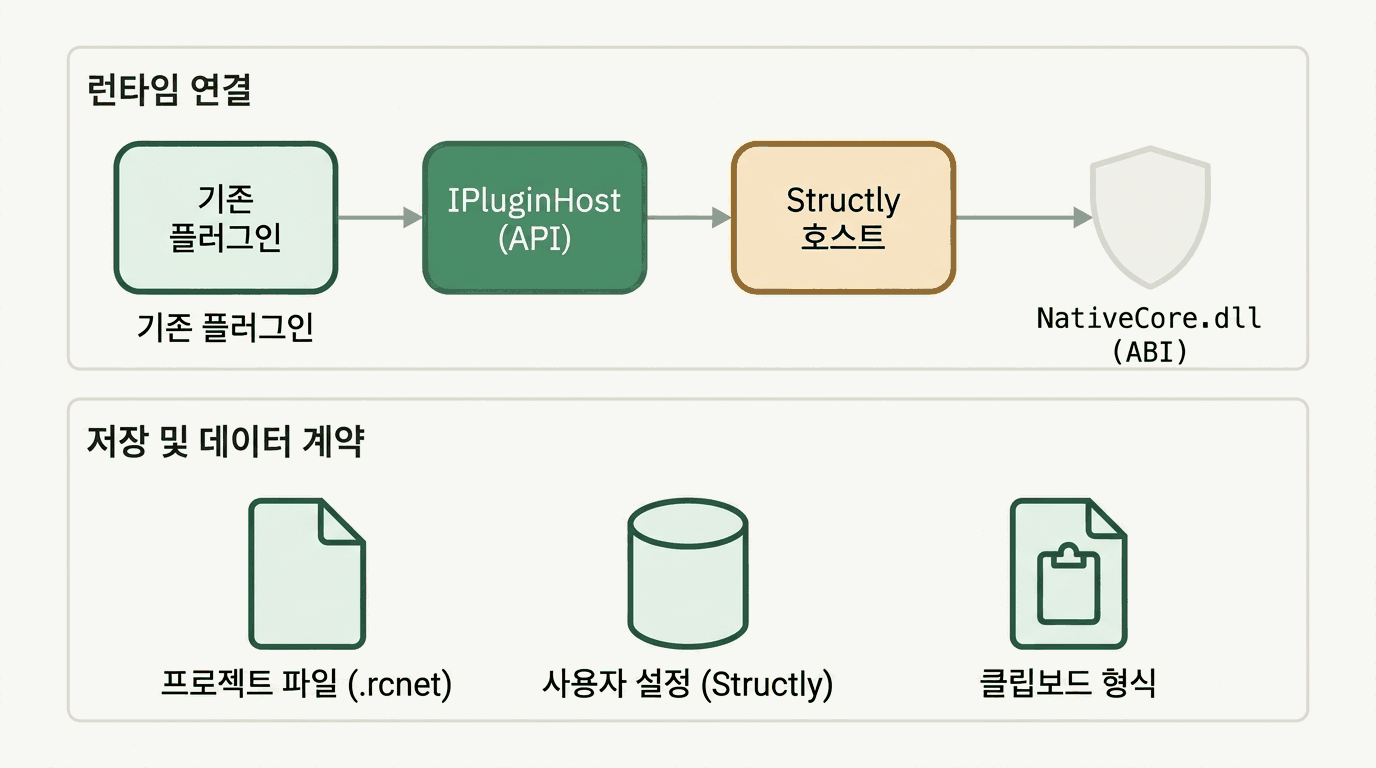 런타임 연결
기존
플러그인
IPluginHost
(API)
Structly
호스트
기존 플러그인
NativeCore.dll
(ABI)
저장 및 데이터 계약
프로젝트 파일 (.rcnet)
사용자 설정 (Structly)
클립보드 형식